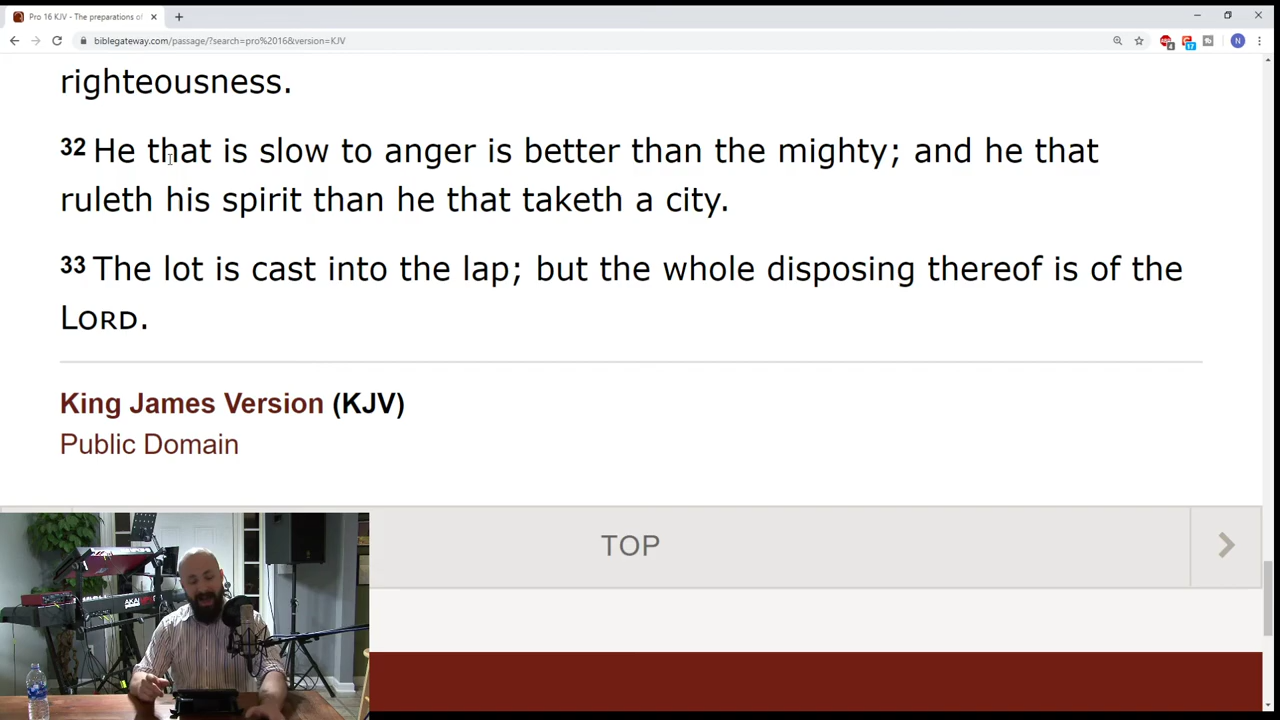 Pro 16 KJV - The preparations of
biblegateway.com/passage/?search=pro%2016&version=KJV
righteousness.
32 He that is slow to anger is better than the mighty; and he that
ruleth his spirit than he that taketh a city.
33 The lot is cast into the lap; but the whole disposing thereof is of the
LORD.
King James Version (KJV)
Public Domain
TOP
AKAI